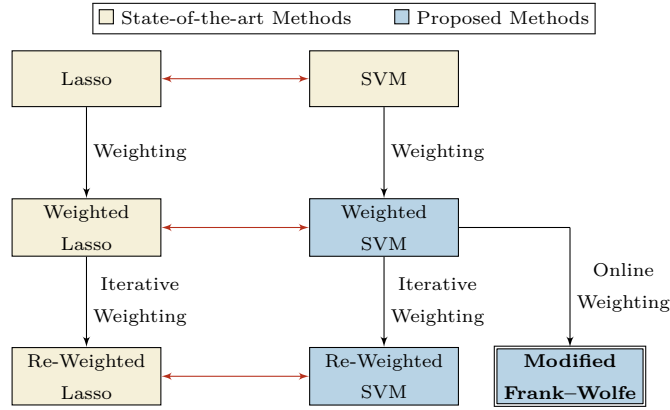 State-of-the-art Methods
Proposed Methods
Lasso
SVM
Weighting
Weighting
Weighted
Lasso
Weighted
SVM
Iterative
Weighting
Iterative
Weighting
Online
Weighting
Re-Weighted
Lasso
Re-Weighted
SVM
Modified
Frank–Wolfe